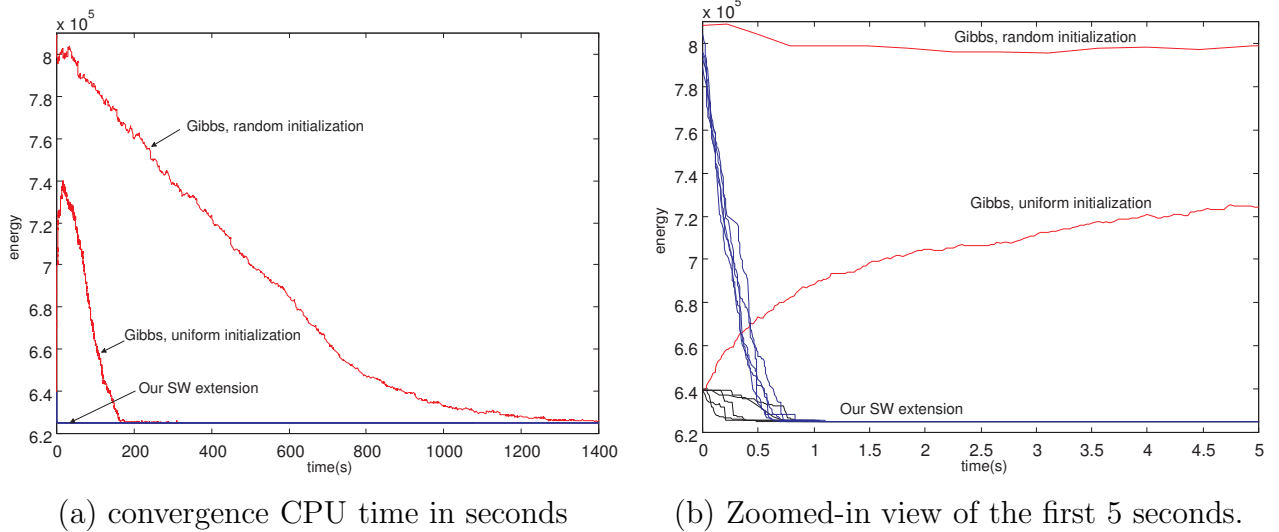 x 10^5
8
7.8
7.6
7.4
7.2
7
6.8
6.6
6.4
6.2
energy
Gibbs, random initialization
Gibbs, uniform initialization
Our SW extension
0
200
400
600
800
1000
1200
1400
time(s)
(a) convergence CPU time in seconds
x 10^5
8
7.8
7.6
7.4
7.2
7
6.8
6.6
6.4
6.2
energy
Gibbs, random initialization
Gibbs, uniform initialization
Our SW extension
0
0.5
1
1.5
2
2.5
3
3.5
4
4.5
5
time(s)
(b) Zoomed-in view of the first 5 seconds.